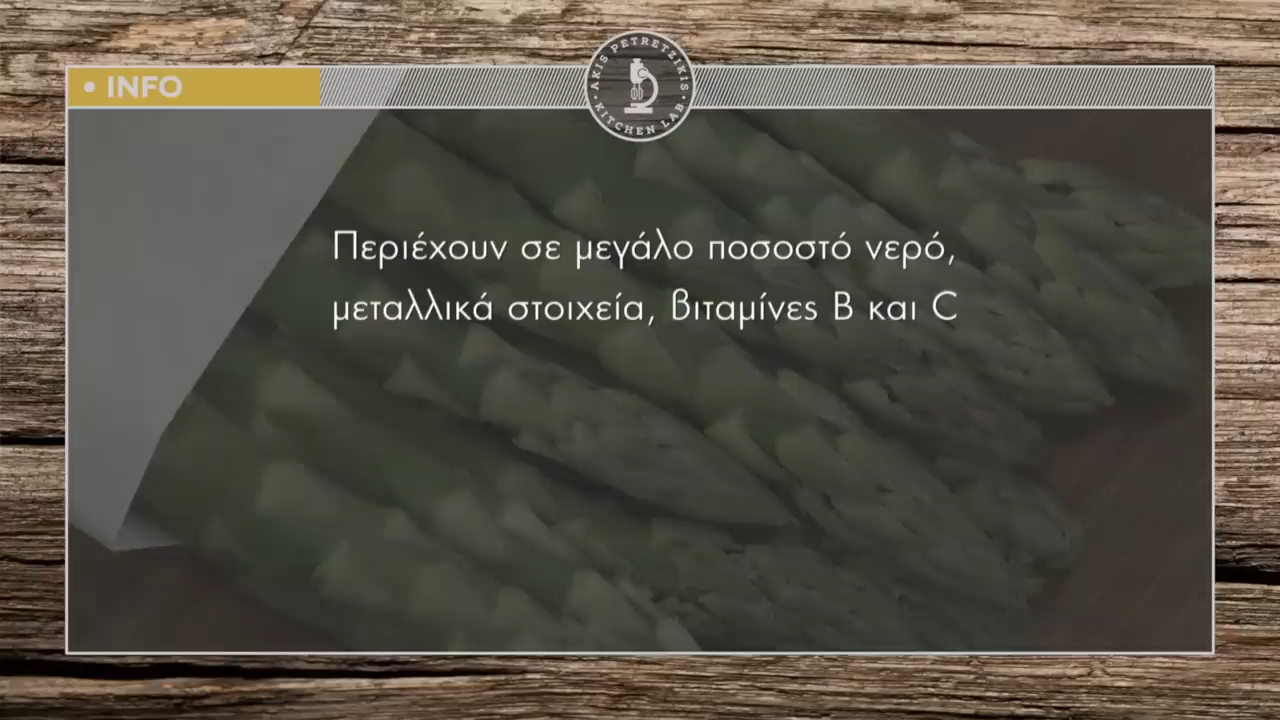 • INFO
AKIS PETRETZIKIS
• KITCHEN LAB •
Περιέχουν σε μεγάλο ποσοστό νερό,
μεταλλικά στοιχεία, βιταμίνες Β και C